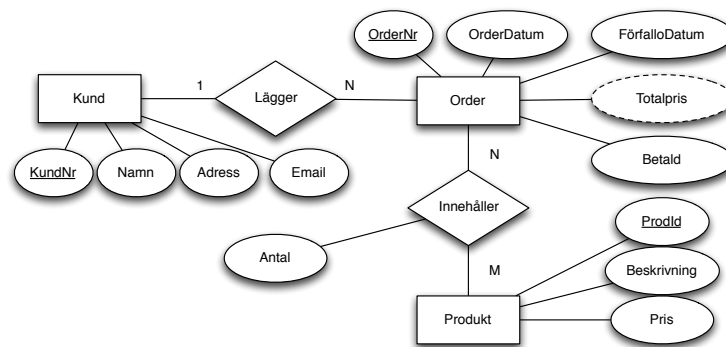 OrderNr
OrderDatum
FörfalloDatum
Kund
1
Lägger
N
Order
Totalpris
KundNr
Namn
Adress
Email
N
Betald
Innehåller
ProdId
Antal
M
Beskrivning
Produkt
Pris